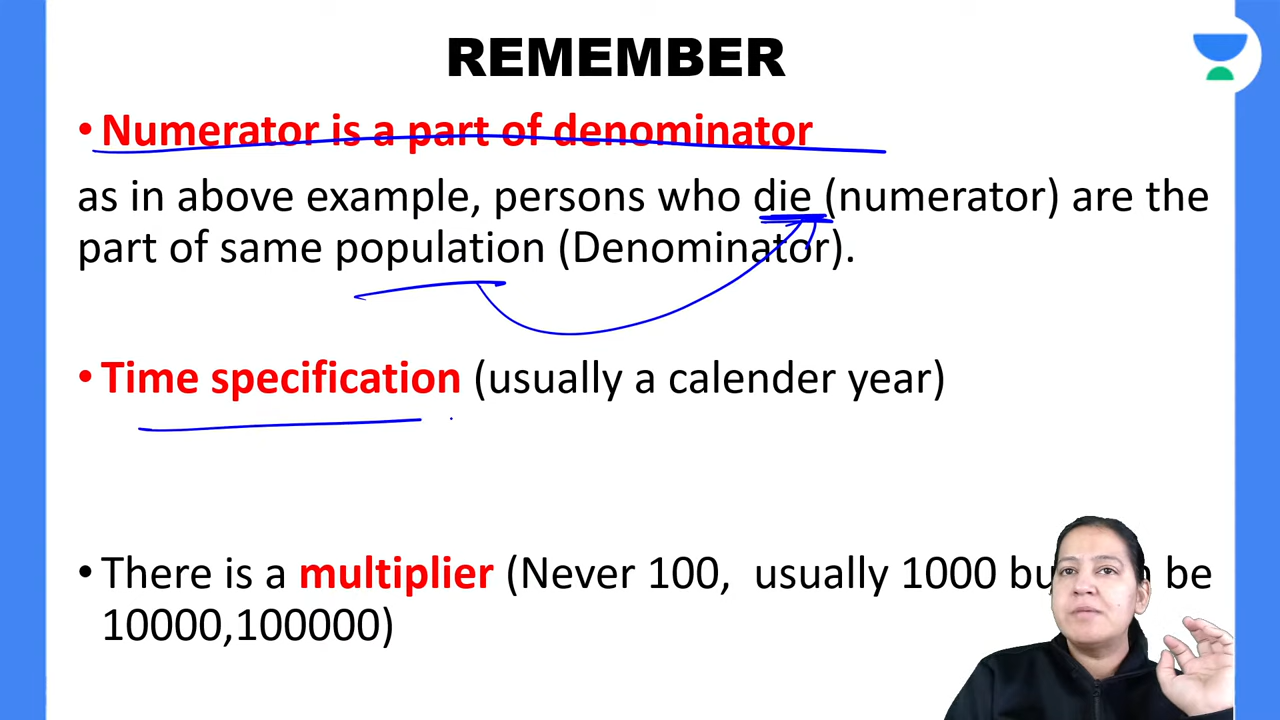 REMEMBER
• Numerator is a part of denominator
as in above example, persons who die (numerator) are the
part of same population (Denominator).
• Time specification (usually a calender year)
• There is a multiplier (Never 100, usually 1000 be
10000,100000)